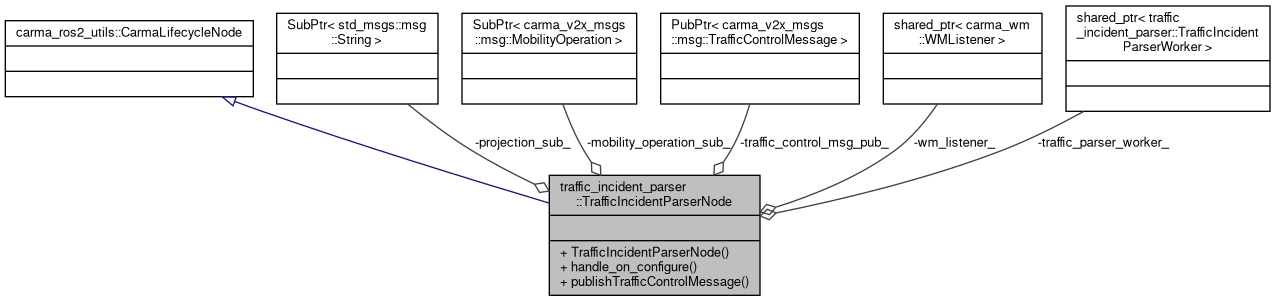 carma_ros2_utils::CarmaLifecycleNode
SubPtr< std_msgs::msg
::String >
SubPtr< carma_v2x_msgs
::msg::MobilityOperation >
PubPtr< carma_v2x_msgs
::msg::TrafficControlMessage >
shared_ptr< carma_wm
::WMListener >
shared_ptr< traffic
_incident_parser::TrafficIncident
ParserWorker >
-projection_sub_
-mobility_operation_sub_
-traffic_control_msg_pub_
-wm_listener_
-traffic_parser_worker_
traffic_incident_parser
::TrafficIncidentParserNode
+ TrafficIncidentParserNode()
+ handle_on_configure()
+ publishTrafficControlMessage()